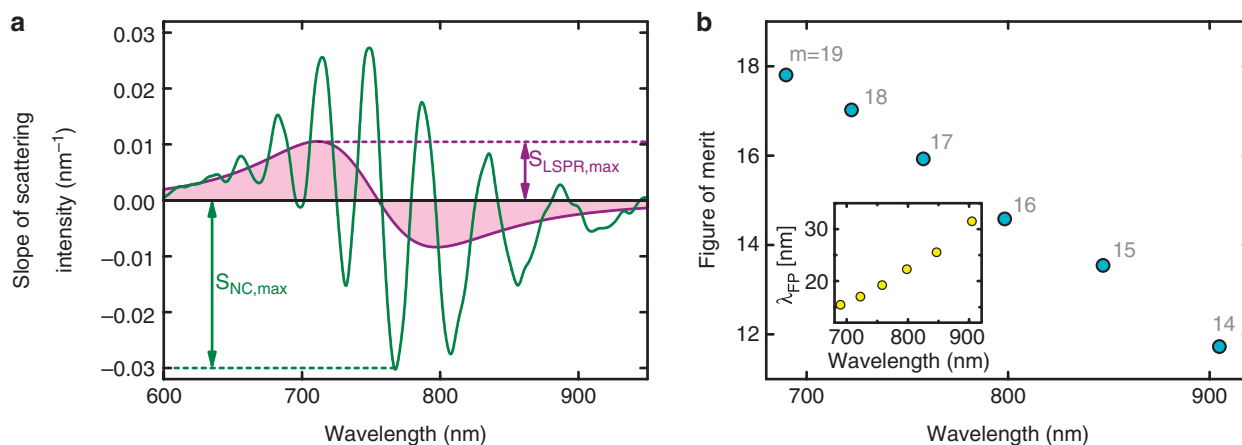 a
Slope of scattering
intensity (nm⁻¹)
0.03
0.02
0.01
0.00
−0.01
−0.02
−0.03
S_LSPR,max
S_NC,max
600
700
800
900
Wavelength (nm)
b
Figure of merit
18
16
14
12
m=19
18
17
16
15
14
λ_FP [nm]
30
20
700
800
900
Wavelength (nm)
700
800
900
Wavelength (nm)